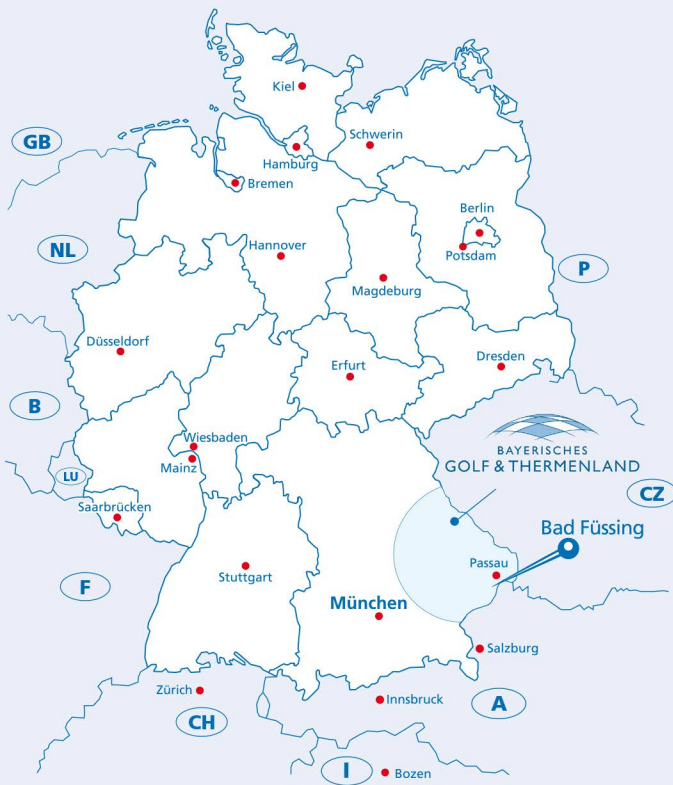 Kiel
GB
Schwerin
Hamburg
Bremen
Berlin
NL
Hannover
Potsdam
P
Magdeburg
Düsseldorf
Erfurt
Dresden
B
Wiesbaden
BAYERISCHES
GOLF & THERMENLAND
Mainz
LU
CZ
Saarbrücken
Bad Füssing
Passau
F
Stuttgart
München
Salzburg
Zürich
Innsbruck
A
CH
I
Bozen